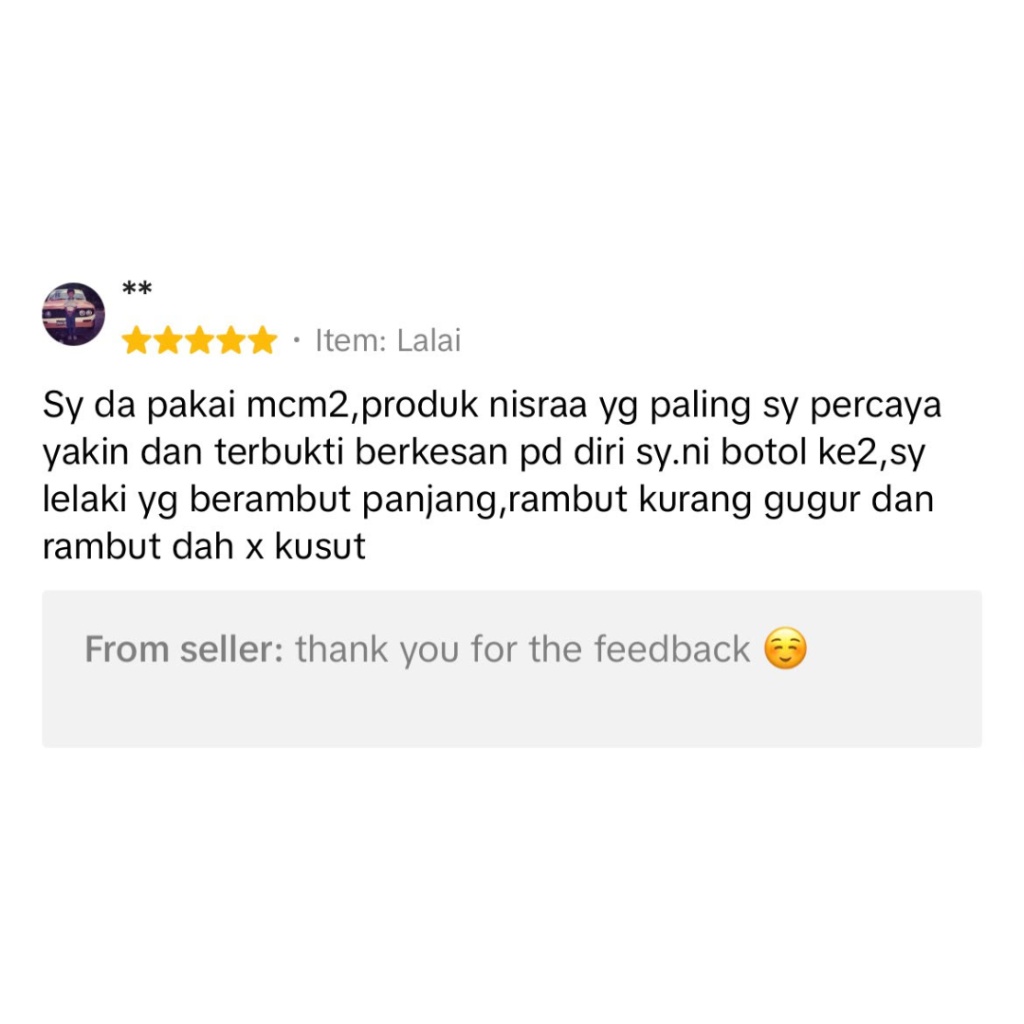 **
· Item: Lalai
Sy da pakai mcm2,produk nisraa yg paling sy percaya
yakin dan terbukti berkesan pd diri sy.ni botol ke2,sy
lelaki yg berambut panjang,rambut kurang gugur dan
rambut dah x kusut
From seller: thank you for the feedback ☺️